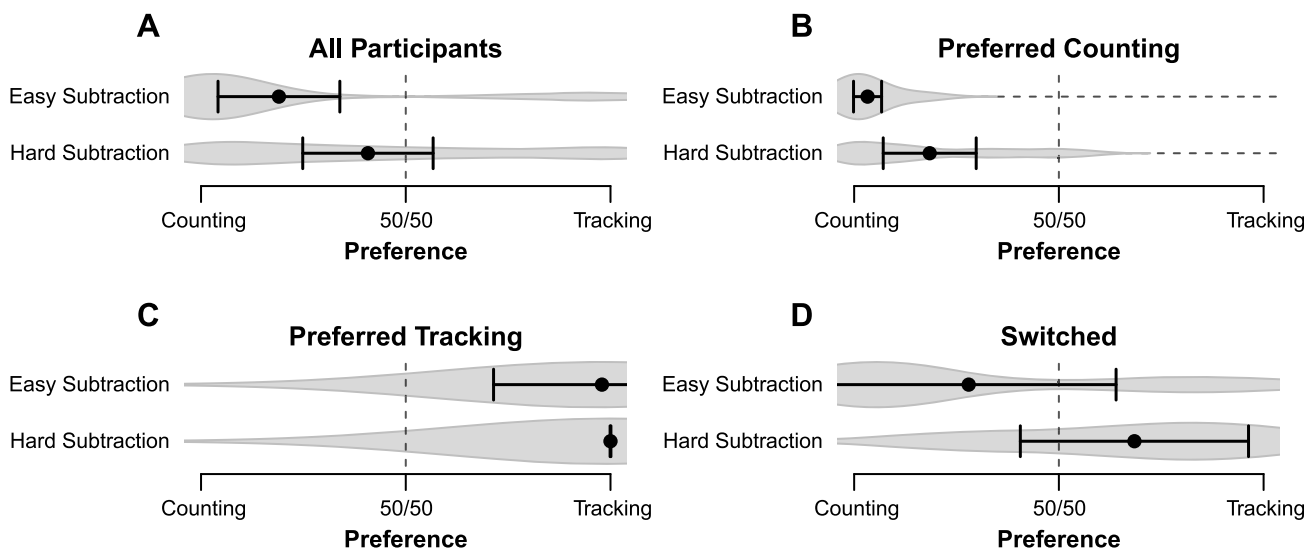 A
All Participants
Easy Subtraction
Hard Subtraction
Counting 50/50 Tracking
Preference
B
Preferred Counting
Easy Subtraction
Hard Subtraction
Counting 50/50 Tracking
Preference
C
Preferred Tracking
Easy Subtraction
Hard Subtraction
Counting 50/50 Tracking
Preference
D
Switched
Easy Subtraction
Hard Subtraction
Counting 50/50 Tracking
Preference